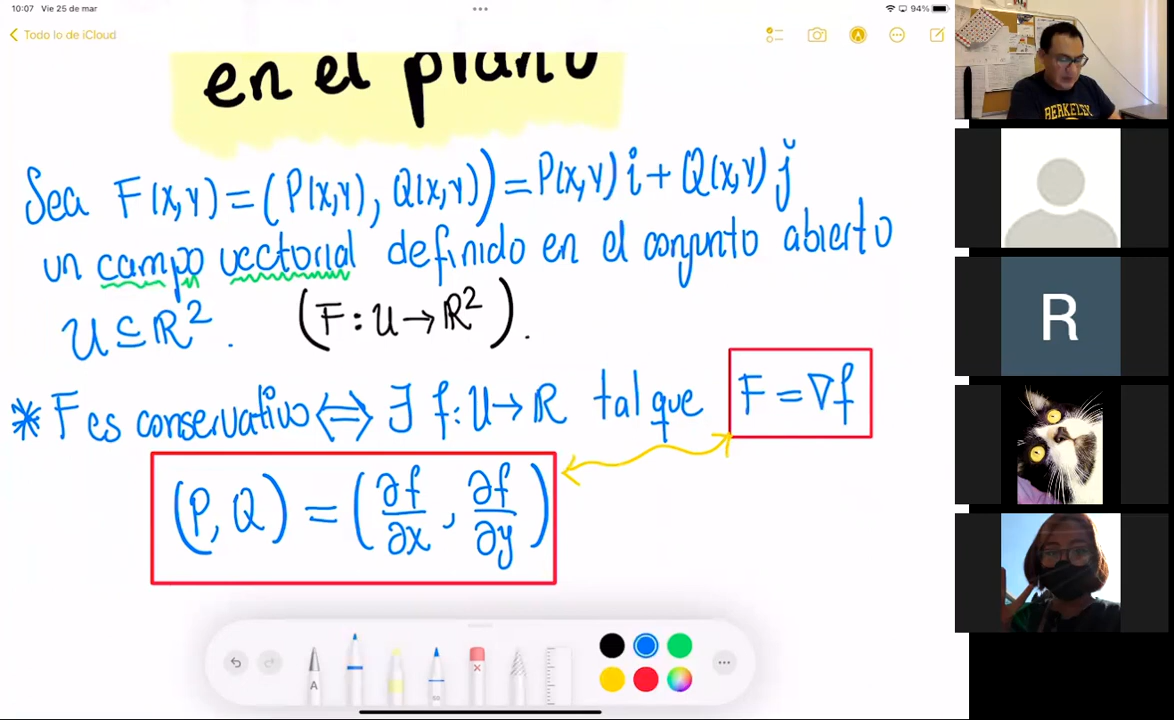 10:07 Vie 25 de mar
94%
Todo lo de iCloud
en el plano
Sea F(x,y)=(P(x,y), Q(x,y))=P(x,y)i+Q(x,y)j
un campo vectorial definido en el conjunto abierto
U⊆ℝ². (F:U→ℝ²).
* F es conservativo ⟺ ∃ f:U→ℝ tal que F=∇f
(P,Q) = (∂f/∂x, ∂f/∂y)
A
BERKELEY
R